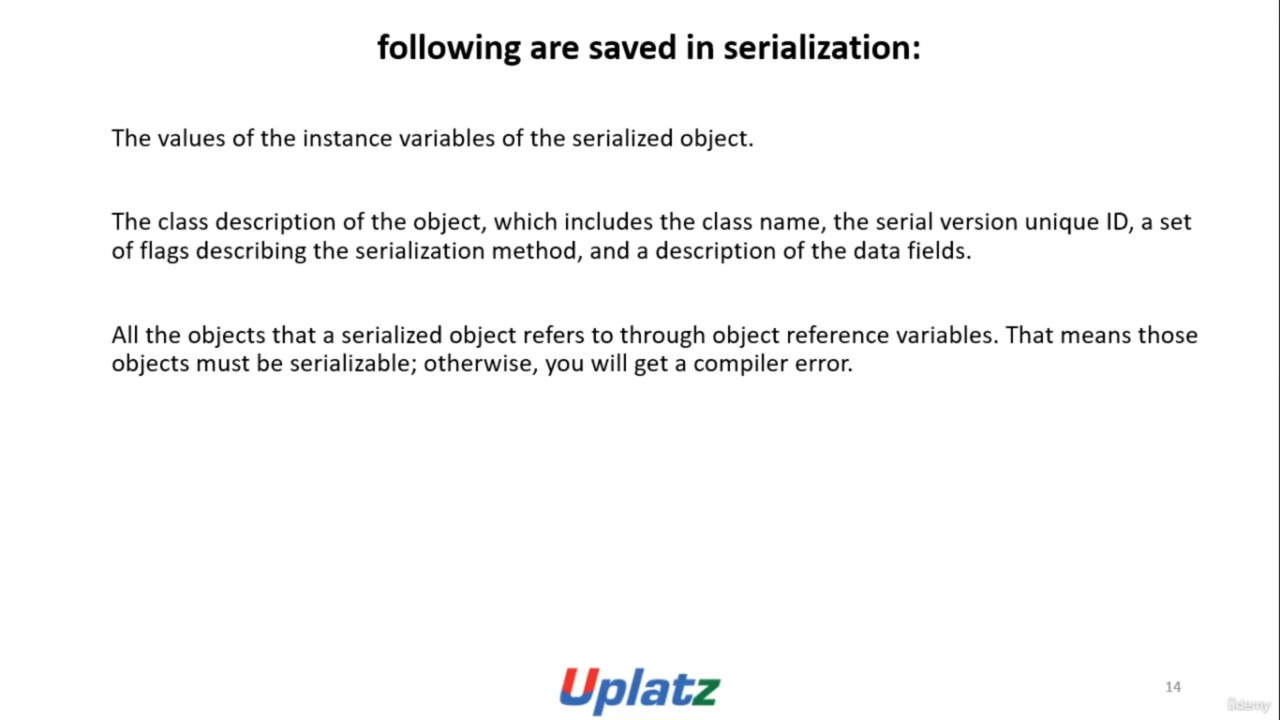 following are saved in serialization:
The values of the instance variables of the serialized object.
The class description of the object, which includes the class name, the serial version unique ID, a set
of flags describing the serialization method, and a description of the data fields.
All the objects that a serialized object refers to through object reference variables. That means those
objects must be serializable; otherwise, you will get a compiler error.
Uplatz
14
ûdemy